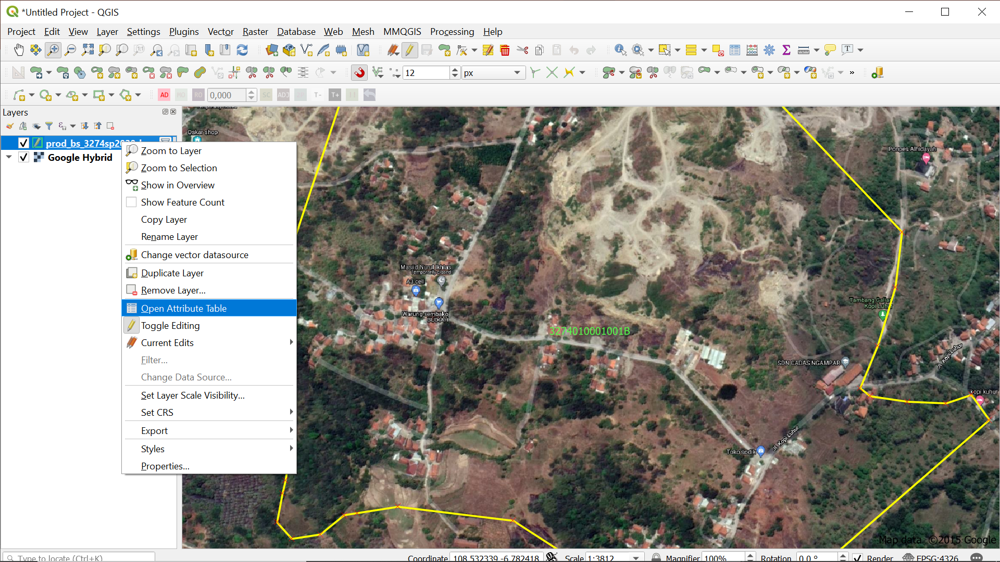 *Untitled Project - QGIS
Project Edit View Layer Settings Plugins Vector Raster Database Web Mesh MMQGIS Processing Help
12 px
AD MO RO 0,000 SC ADJ T- T+
Layers
prod_bs_3274sp20
Google Hybrid
Zoom to Layer
Zoom to Selection
Show in Overview
Show Feature Count
Copy Layer
Rename Layer
Change vector datasource
Duplicate Layer
Remove Layer...
Open Attribute Table
Toggle Editing
Current Edits
Filter...
Change Data Source...
Set Layer Scale Visibility...
Set CRS
Export
Styles
Properties...
Temporarily closed
Oskar shop
Ponpes Alhidayah
Masjid Nurul Ikhlas
Temporarily closed
A3 cell
Warung sembako
BUDIAH
3274010001001B
Tambang Galian
Kopi Luhur
SDN CADAS NGAMPAR
Jl. Kopi Luhur
kopi kuhur
Jl. Kopi Luhur
Toko sodik
Map data ©2015 Google
Type to locate (Ctrl+K)
Coordinate 108.532339,-6.782418 Scale 1:3812 Magnifier 100% Rotation 0,0 ° Render EPSG:4326